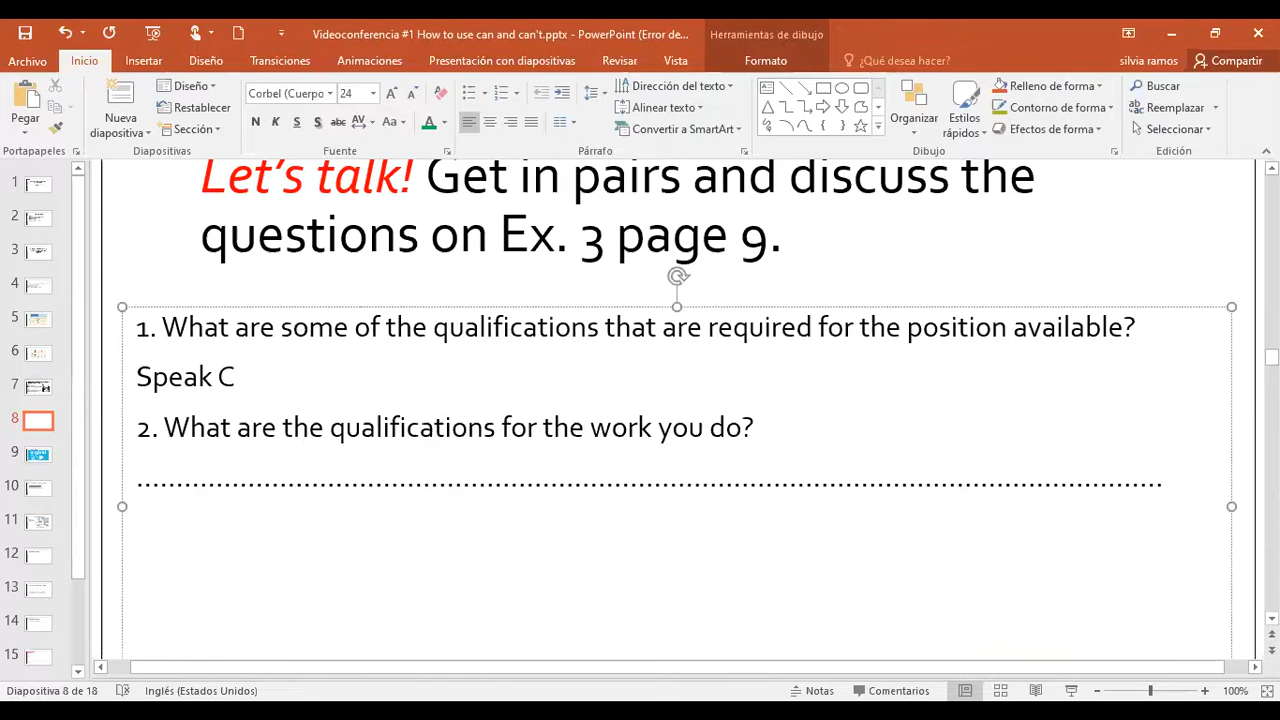 Videoconferencia #1 How to use can and can't.pptx - PowerPoint (Error de...
Herramientas de dibujo
Archivo
Inicio
Insertar
Diseño
Transiciones
Animaciones
Presentación con diapositivas
Revisar
Vista
Formato
¿Qué desea hacer?
silvia ramos
Compartir
Pegar
Nueva diapositiva
Diseño
Restablecer
Sección
Corbel (Cuerpo)
24
N K S S abc AV Aa A
Dirección del texto
Alinear texto
Convertir a SmartArt
Organizar
Estilos rápidos
Relleno de forma
Contorno de forma
Efectos de forma
Buscar
Reemplazar
Seleccionar
Portapapeles
Diapositivas
Fuente
Párrafo
Dibujo
Edición
1
2
3
4
5
6
7
8
9
10
11
12
13
14
15
Let's talk! Get in pairs and discuss the
questions on Ex. 3 page 9.
1. What are some of the qualifications that are required for the position available?
Speak C
2. What are the qualifications for the work you do?
................................................................................................................................
Diapositiva 8 de 18
Inglés (Estados Unidos)
Notas
Comentarios
100%